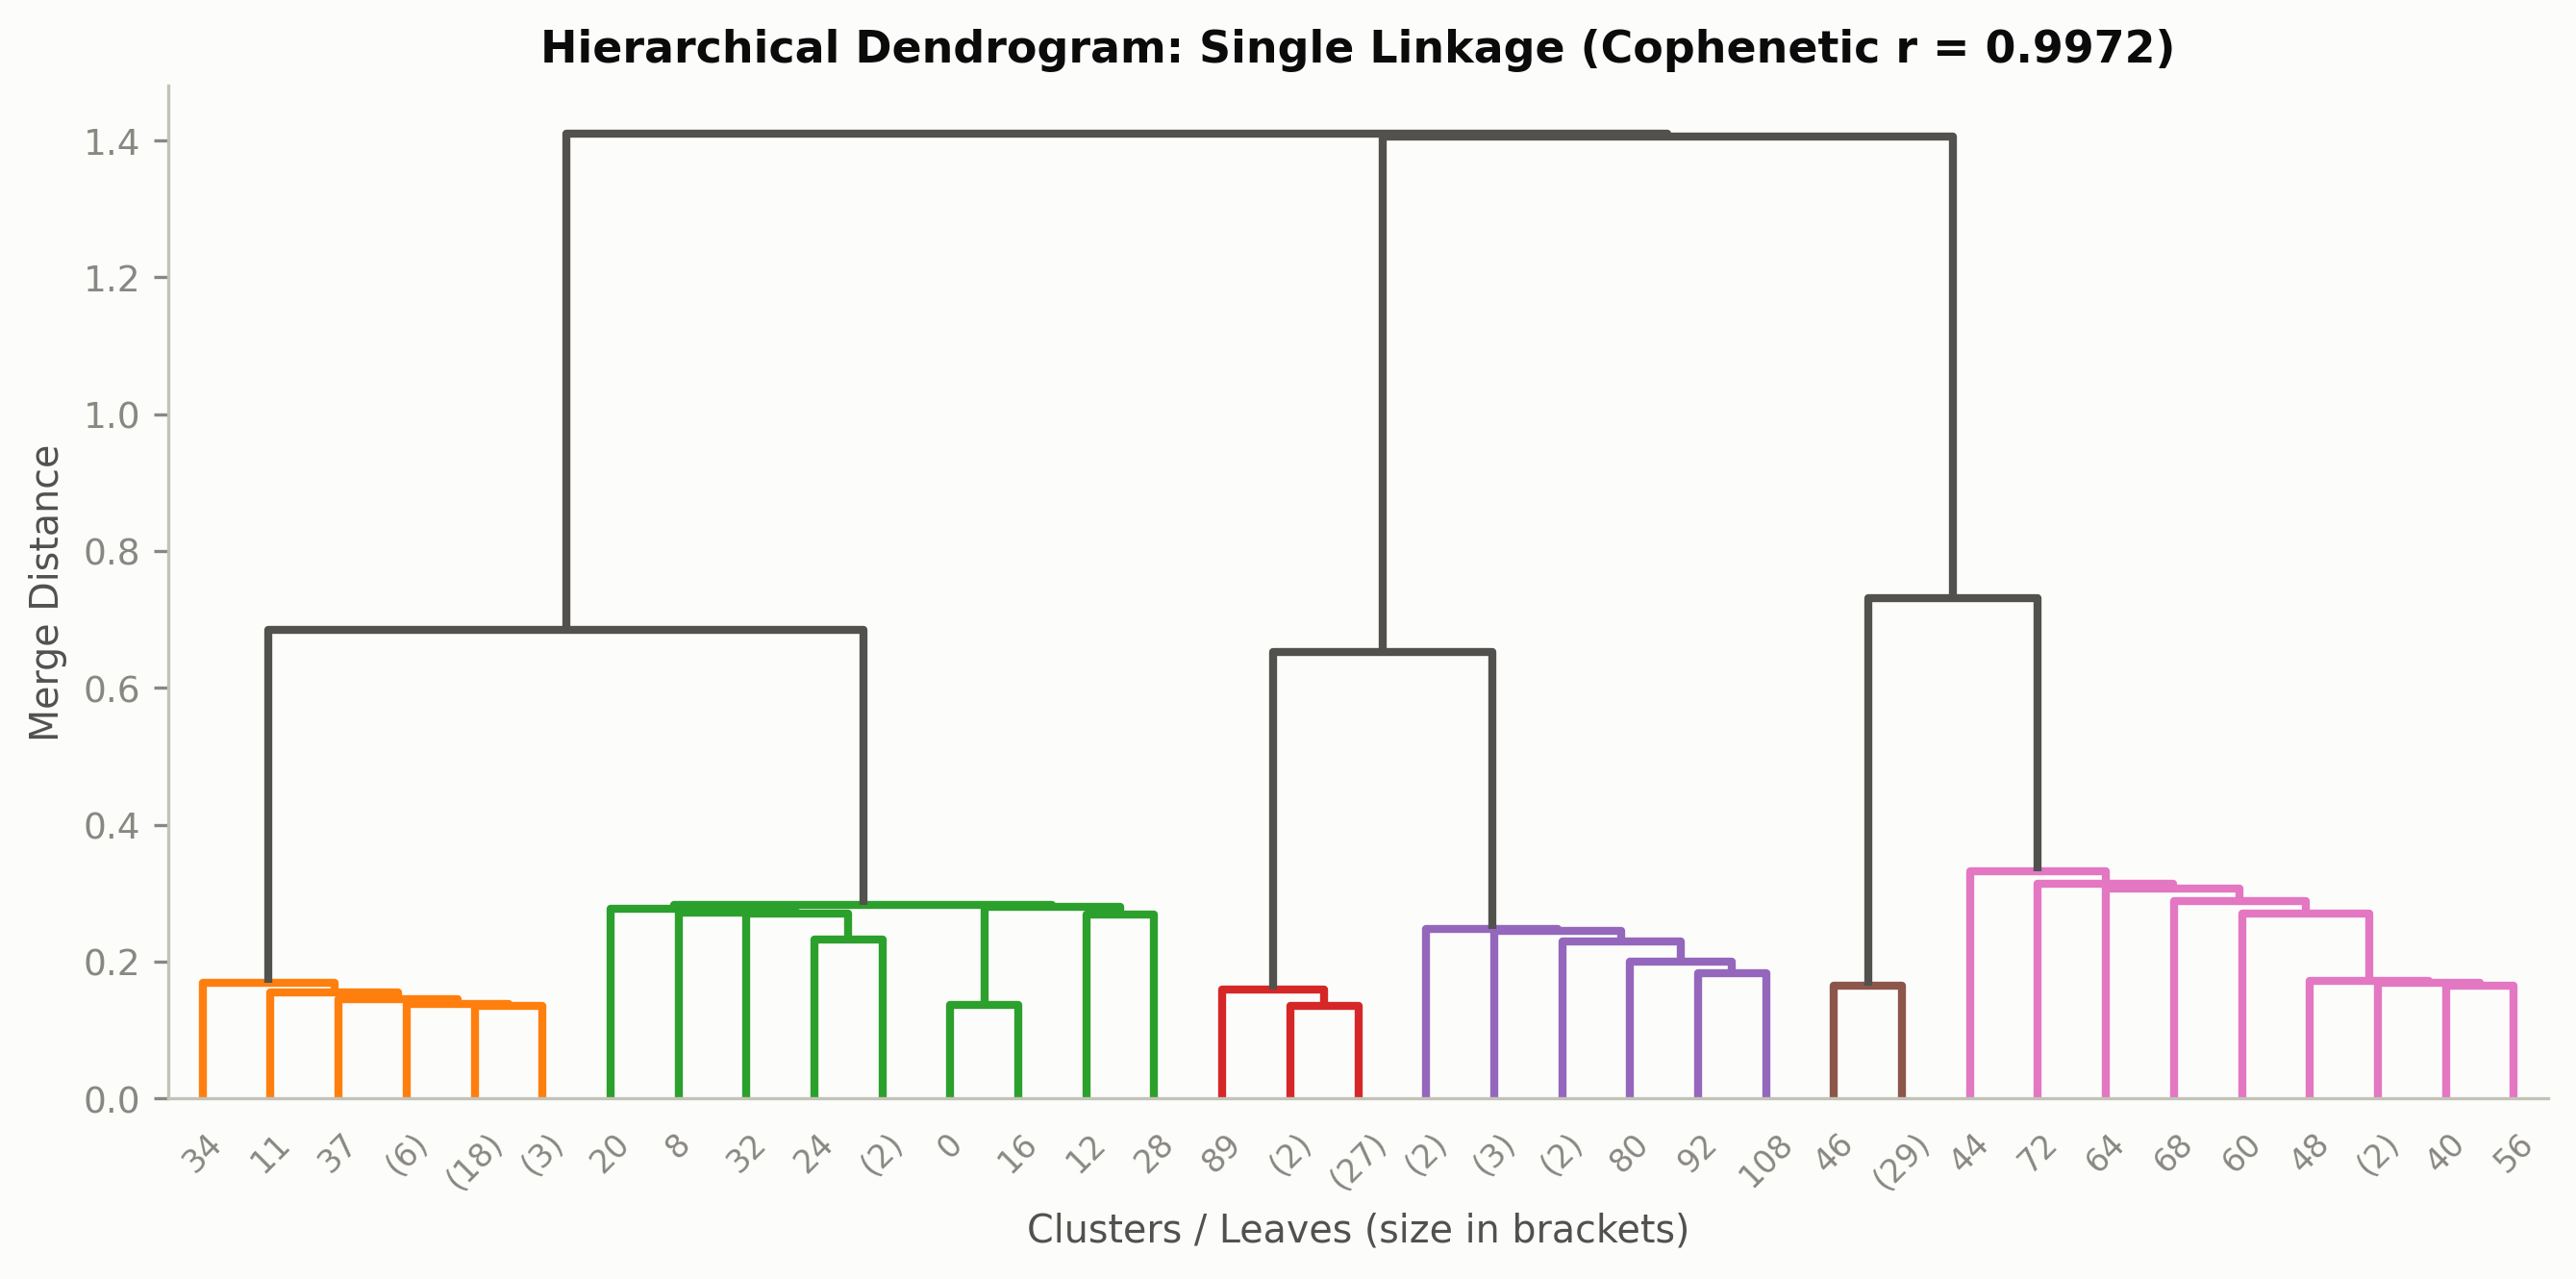 Hierarchical Dendrogram: Single Linkage (Cophenetic r = 0.9972)
Merge Distance
1.4
1.2
1.0
0.8
0.6
0.4
0.2
0.0
34 11 37 (6) (18) (3) 20 8 32 24 (2) 0 16 12 28 89 (2) (27) (2) (3) (2) 80 92 108 46 (29) 44 72 64 68 60 48 (2) 40 56
Clusters / Leaves (size in brackets)